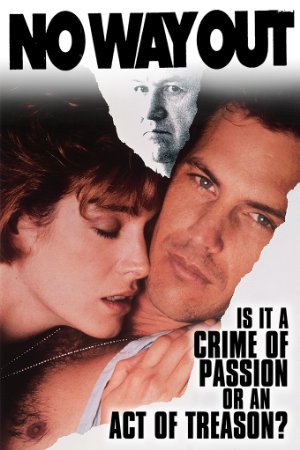 NO WAY OUT
IS IT A
CRIME OF
PASSION
OR AN
ACT OF TREASON?